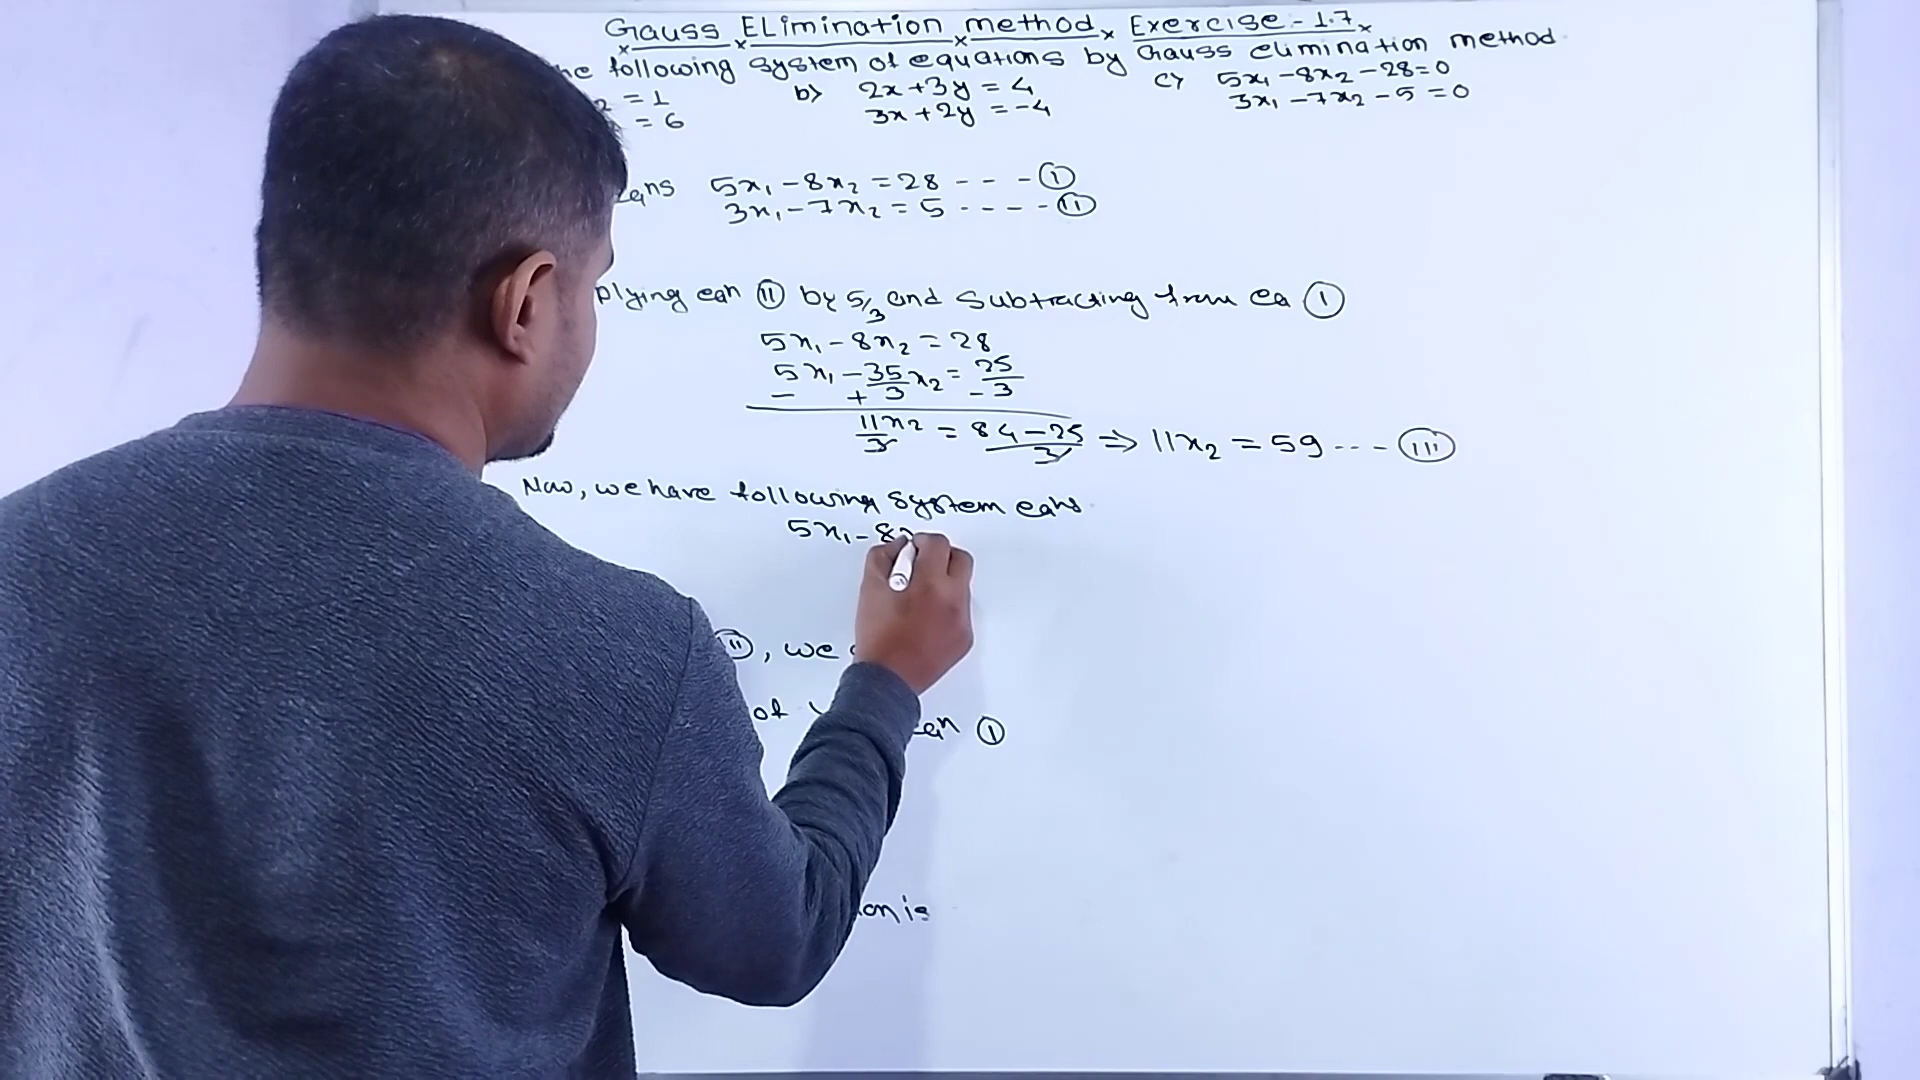 Gauss Elimination method Exercise - 1.7
he following system of equations by Gauss elimination method
2 = 1 b) 2x + 3y = 4 c) 5x₁ - 8x₂ - 28 = 0
= 6 3x + 2y = -4 3x₁ - 7x₂ - 5 = 0
eqns 5x₁ - 8x₂ = 28 - - - (i)
3x₁ - 7x₂ = 5 - - - - (ii)
plying eqn (ii) by 5/3 and Subtracting from eq (i)
5x₁ - 8x₂ = 28
5x₁ - 35/3 x₂ = 25/3
- + -
11x₂/3 = 84 - 25/3 ⇒ 11x₂ = 59 - - - (iii)
Now, we have following system eqns
5x₁ - 8x
(ii), we
of eqn (i)
on is